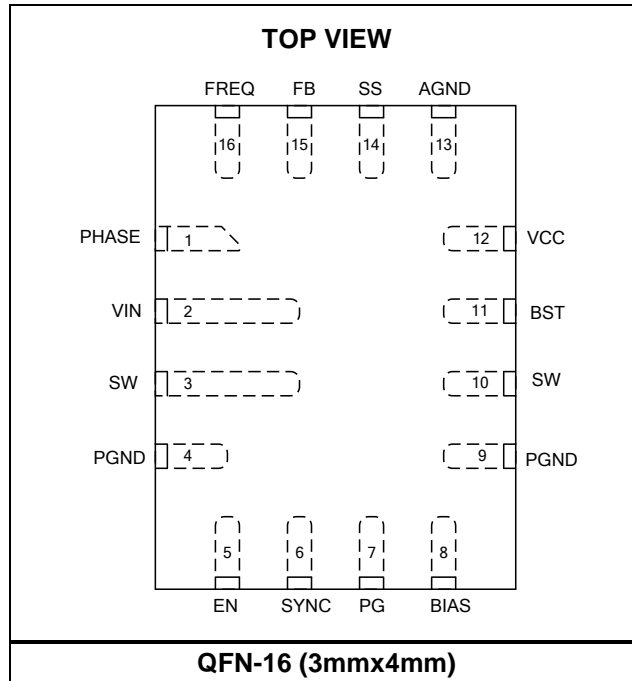 TOP VIEW
FREQ FB SS AGND
16 15 14 13
PHASE 1 12 VCC
VIN 2 11 BST
SW 3 10 SW
PGND 4 9 PGND
5 6 7 8
EN SYNC PG BIAS
QFN-16 (3mmx4mm)